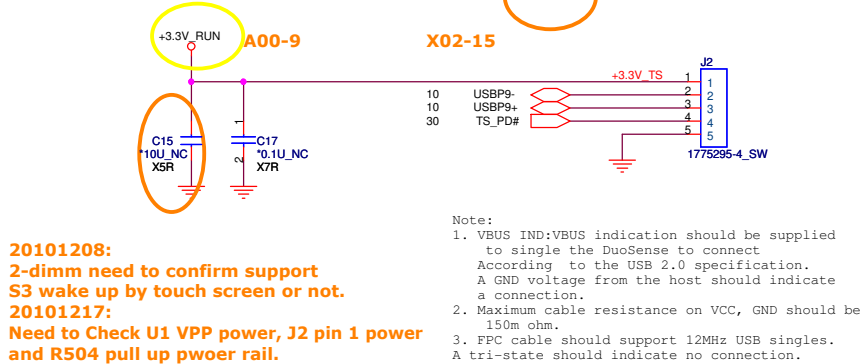 +3.3V_RUN
A00-9
X02-15
J2
+3.3V_TS
1
1
10 USBP9-
2
2
10 USBP9+
3
3
30 TS_PD#
4
4
5
5
1775295-4_SW
1
C15
C17
*10U_NC
*0.1U_NC
X5R
2
X7R
Note:
1. VBUS IND:VBUS indication should be supplied
to single the DuoSense to connect
According to the USB 2.0 specification.
A GND voltage from the host should indicate
a connection.
2. Maximum cable resistance on VCC, GND should be
150m ohm.
3. FPC cable should support 12MHz USB singles.
A tri-state should indicate no connection.
20101208:
2-dimm need to confirm support
S3 wake up by touch screen or not.
20101217:
Need to Check U1 VPP power, J2 pin 1 power
and R504 pull up pwoer rail.